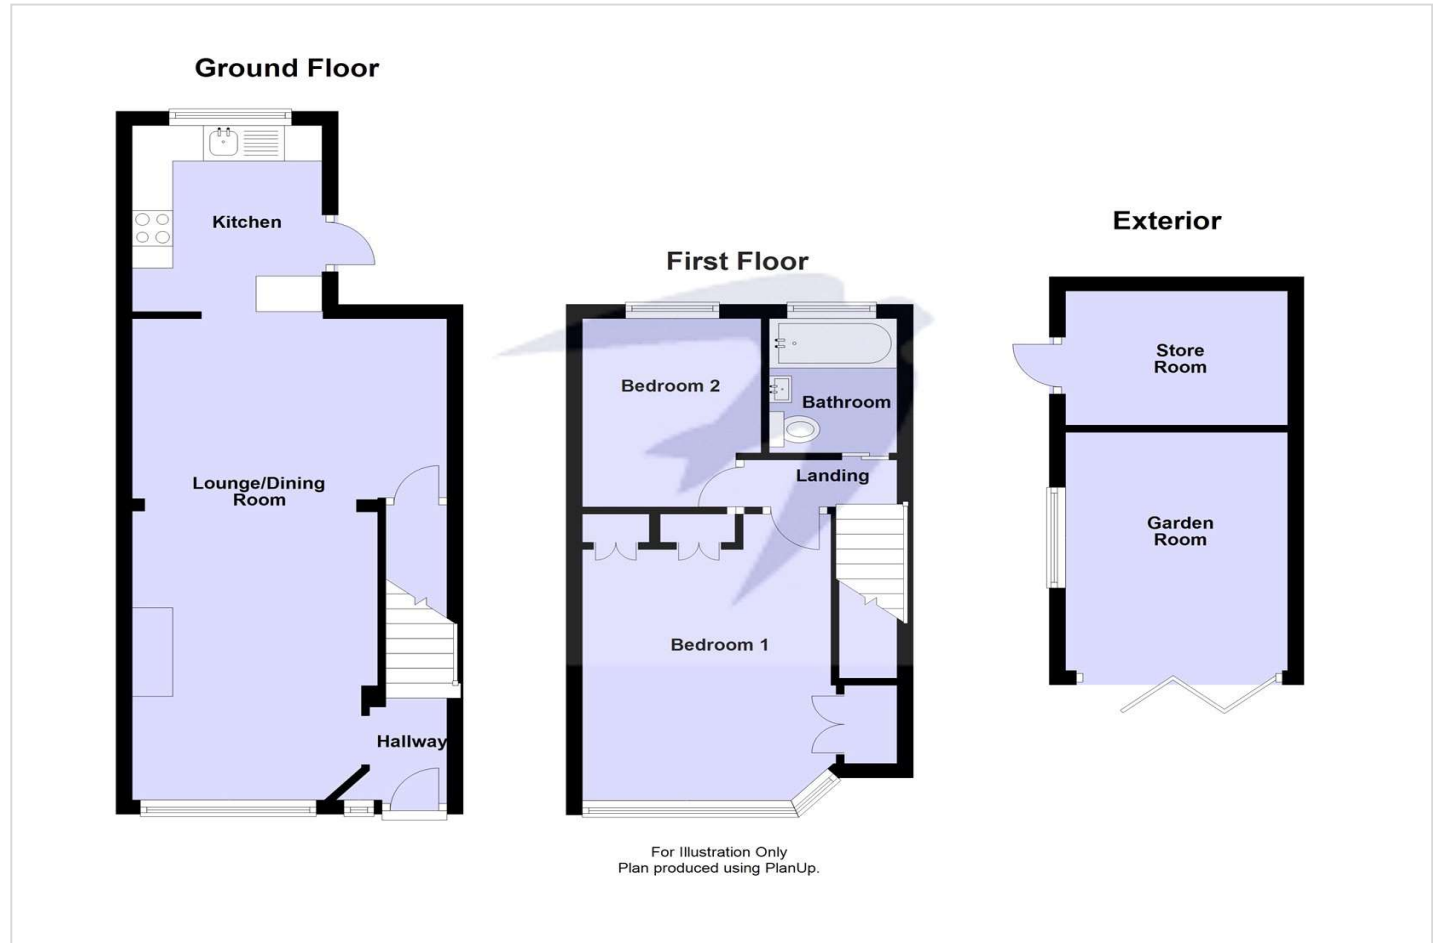 Ground Floor
Kitchen
Lounge/Dining
Room
Hallway
First Floor
Bedroom 2
Bathroom
Landing
Bedroom 1
Exterior
Store
Room
Garden
Room
For Illustration Only
Plan produced using PlanUp.